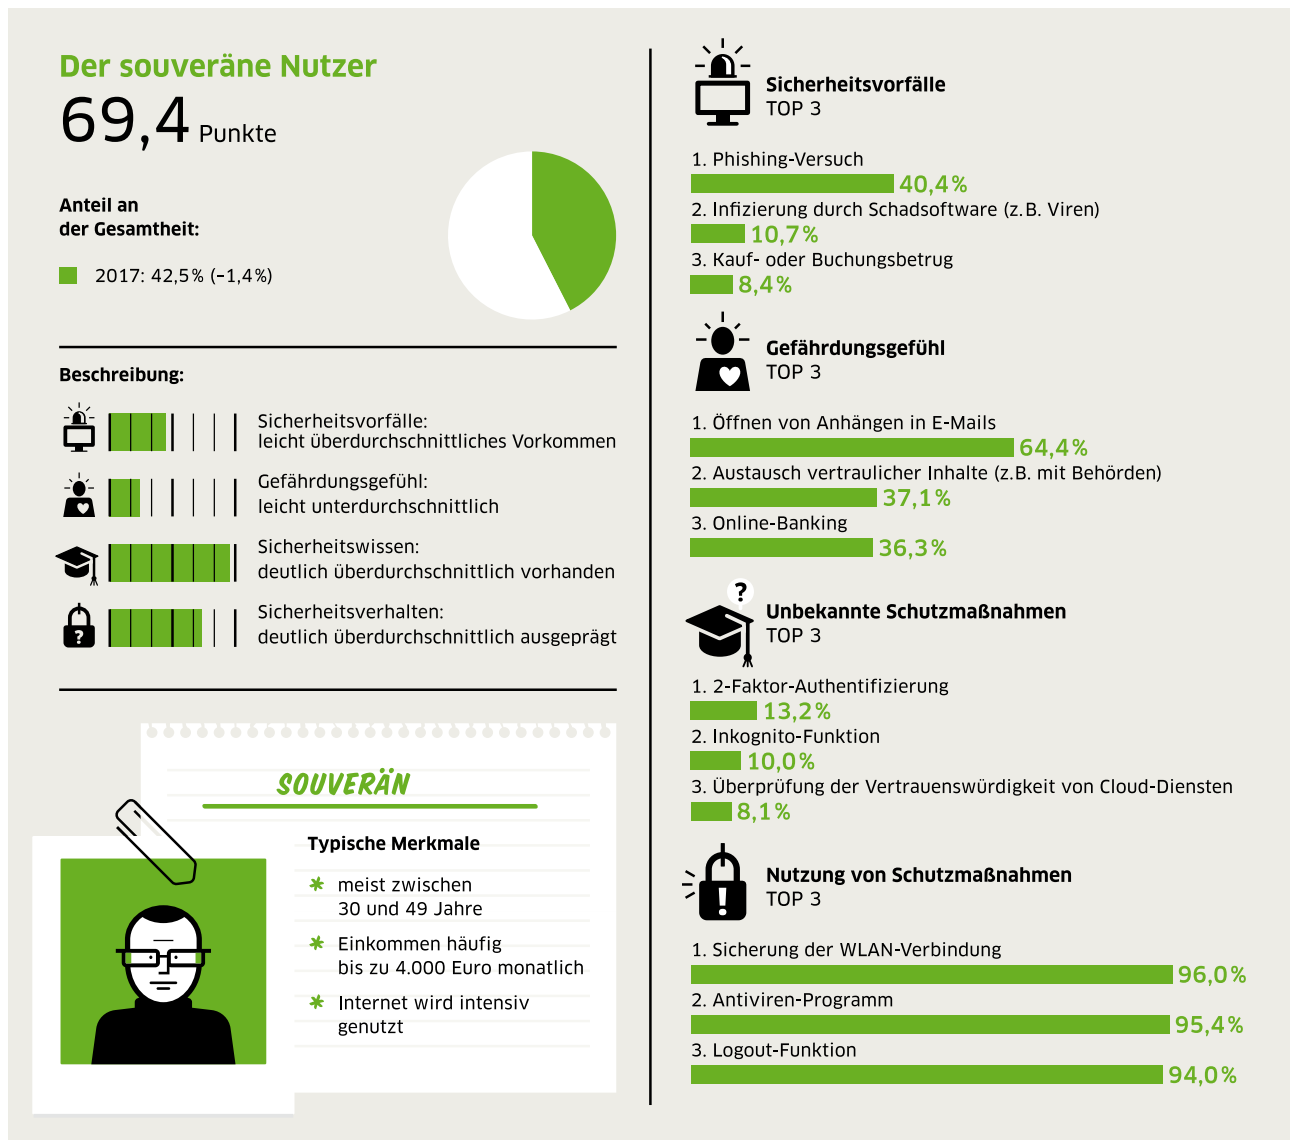 Der souveräne Nutzer
69,4 Punkte
Anteil an
der Gesamtheit:
2017: 42,5% (-1,4%)
Beschreibung:
Sicherheitsvorfälle:
leicht überdurchschnittliches Vorkommen
Gefährdungsgefühl:
leicht unterdurchschnittlich
Sicherheitswissen:
deutlich überdurchschnittlich vorhanden
?
Sicherheitsverhalten:
deutlich überdurchschnittlich ausgeprägt
SOUVERÄN
Typische Merkmale
* meist zwischen
30 und 49 Jahre
* Einkommen häufig
bis zu 4.000 Euro monatlich
* Internet wird intensiv
genutzt
Sicherheitsvorfälle
TOP 3
1. Phishing-Versuch
40,4%
2. Infizierung durch Schadsoftware (z.B. Viren)
10,7%
3. Kauf- oder Buchungsbetrug
8,4%
Gefährdungsgefühl
TOP 3
1. Öffnen von Anhängen in E-Mails
64,4%
2. Austausch vertraulicher Inhalte (z.B. mit Behörden)
37,1%
3. Online-Banking
36,3%
?
Unbekannte Schutzmaßnahmen
TOP 3
1. 2-Faktor-Authentifizierung
13,2%
2. Inkognito-Funktion
10,0%
3. Überprüfung der Vertrauenswürdigkeit von Cloud-Diensten
8,1%
!
Nutzung von Schutzmaßnahmen
TOP 3
1. Sicherung der WLAN-Verbindung
96,0%
2. Antiviren-Programm
95,4%
3. Logout-Funktion
94,0%